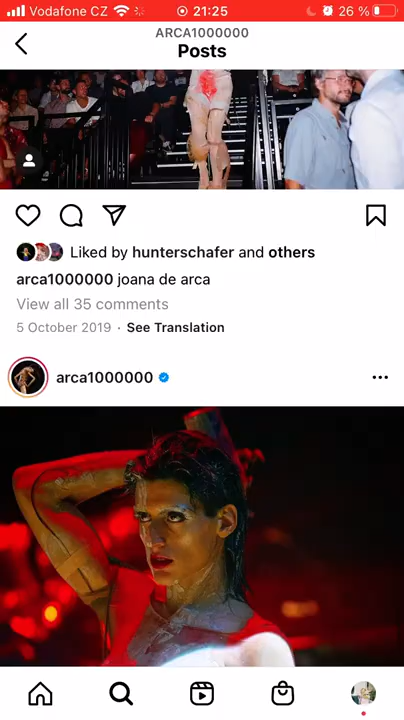 Vodafone CZ 21:25 26 %
ARCA1000000
Posts
Liked by hunterschafer and others
arca1000000 joana de arca
View all 35 comments
5 October 2019 · See Translation
arca1000000